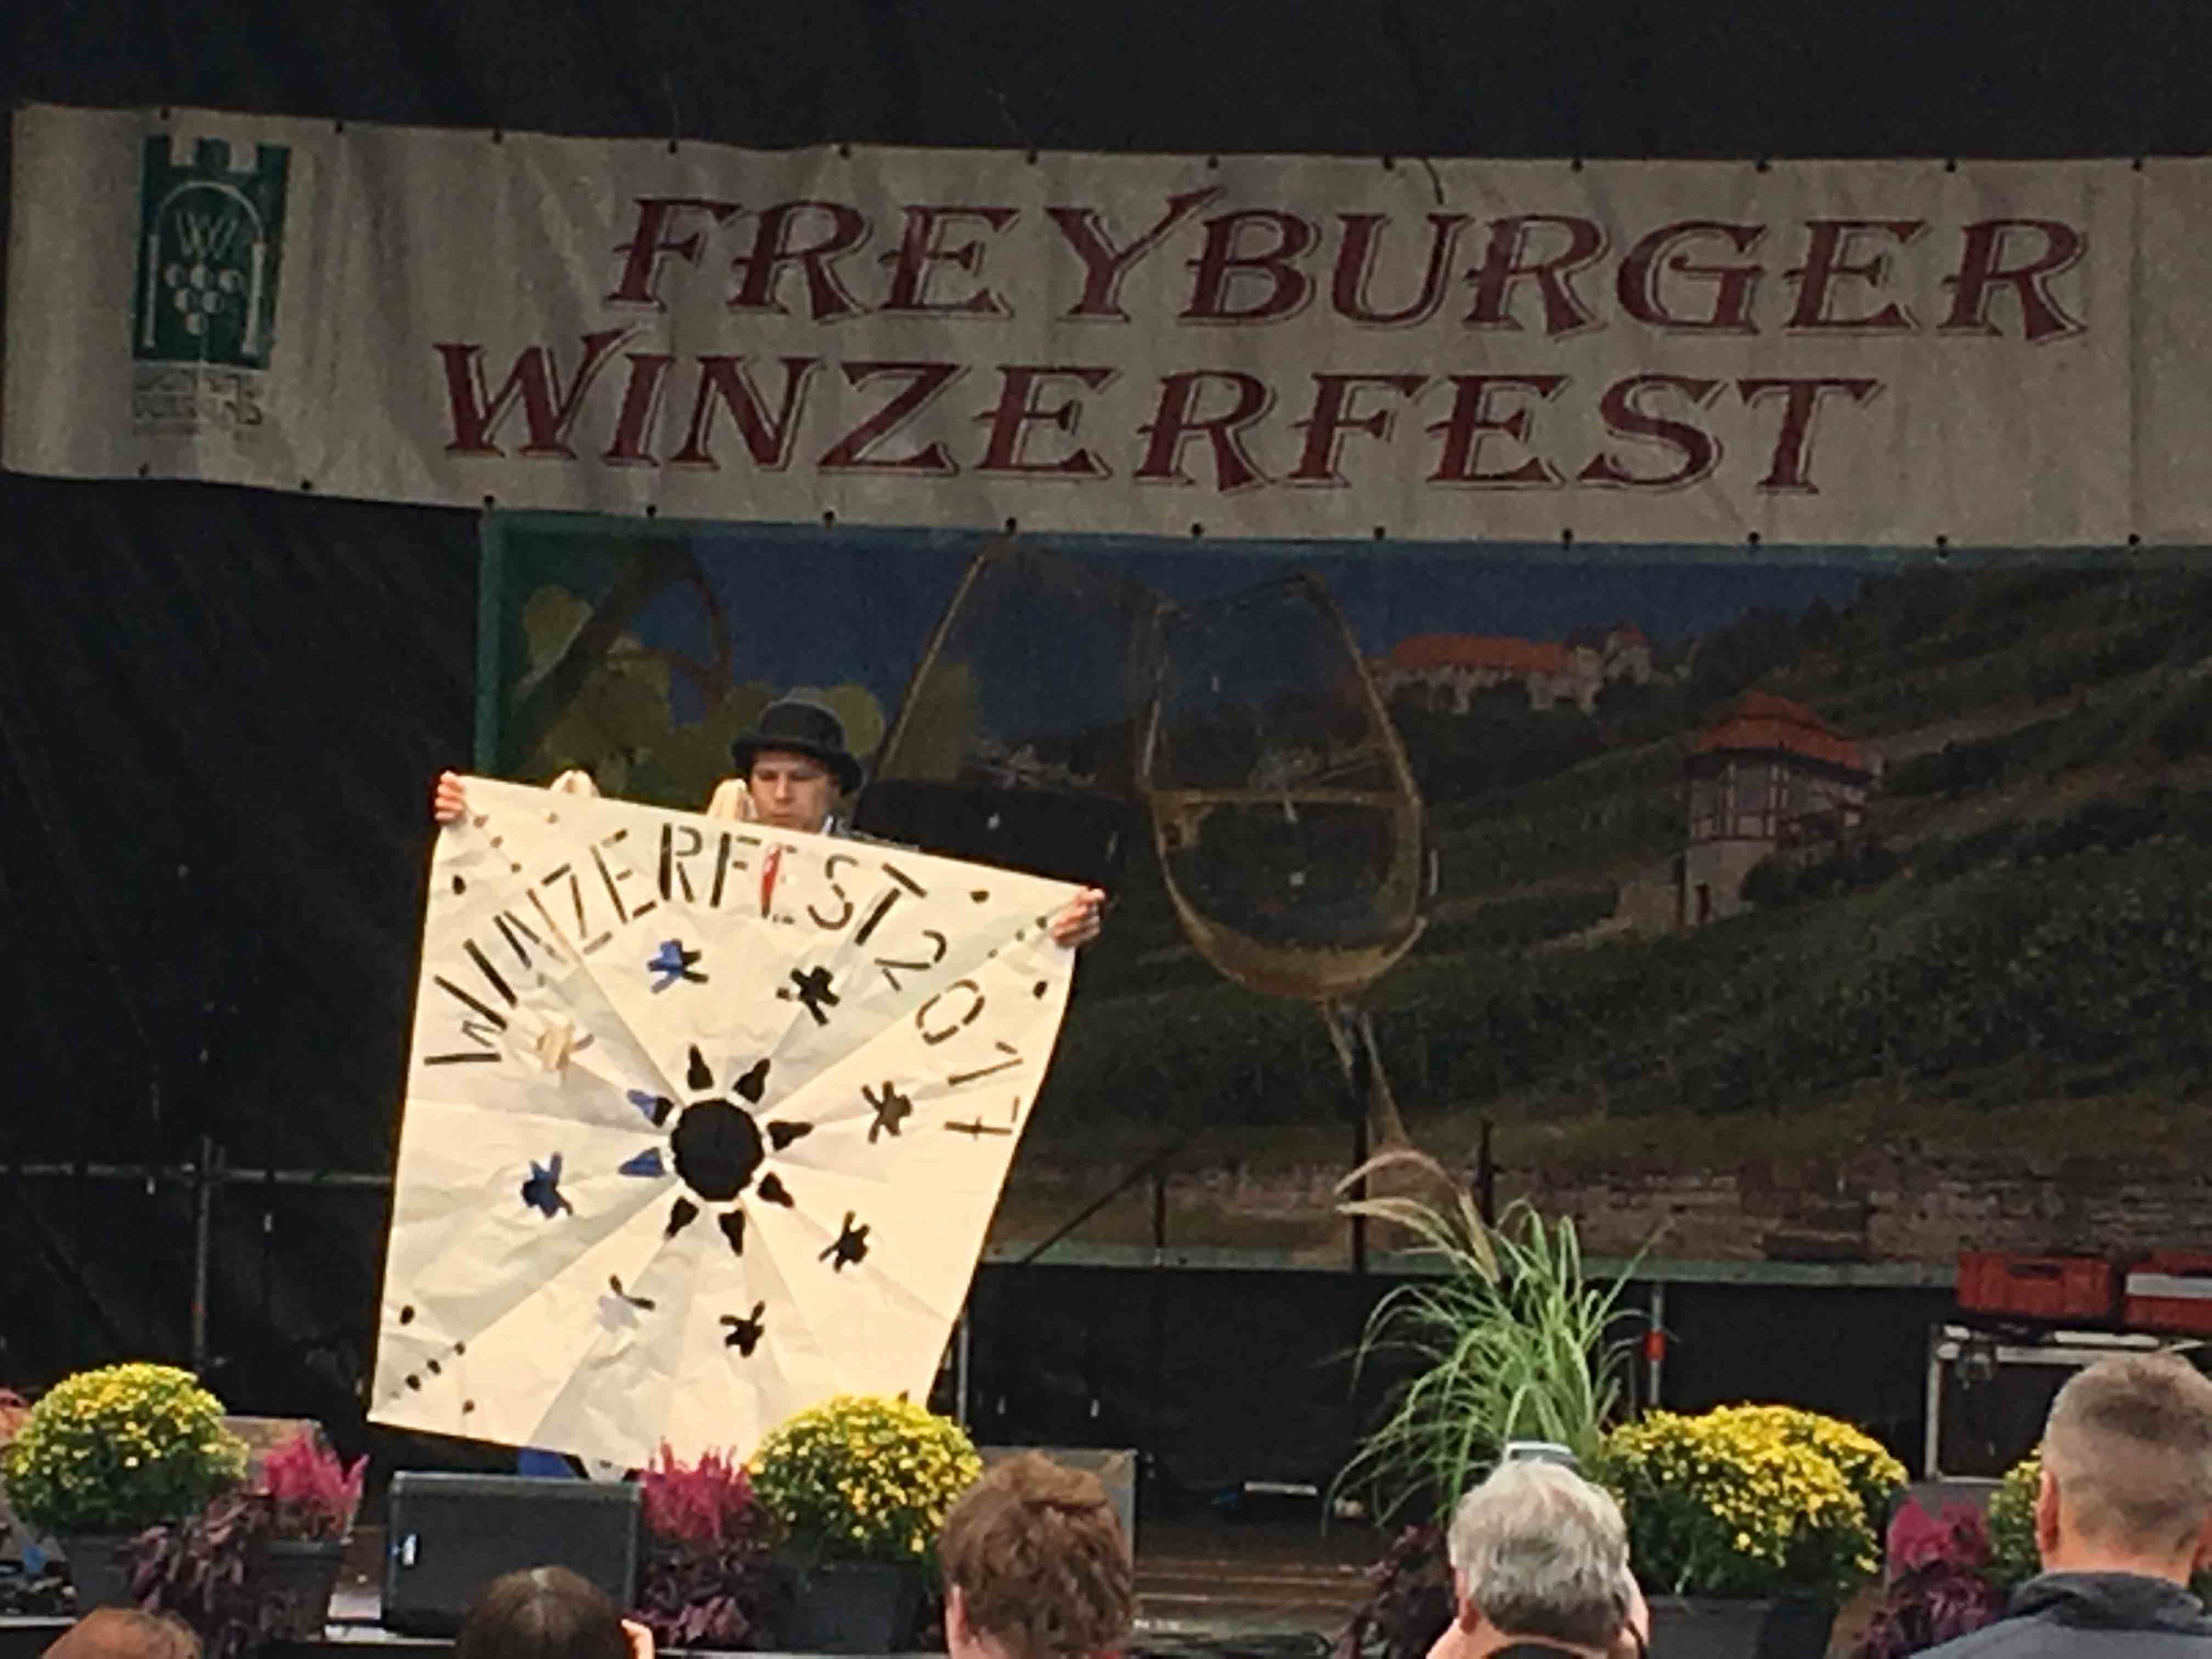 W
FREYBURGER
WINZERFEST
WINZERFEST 2017